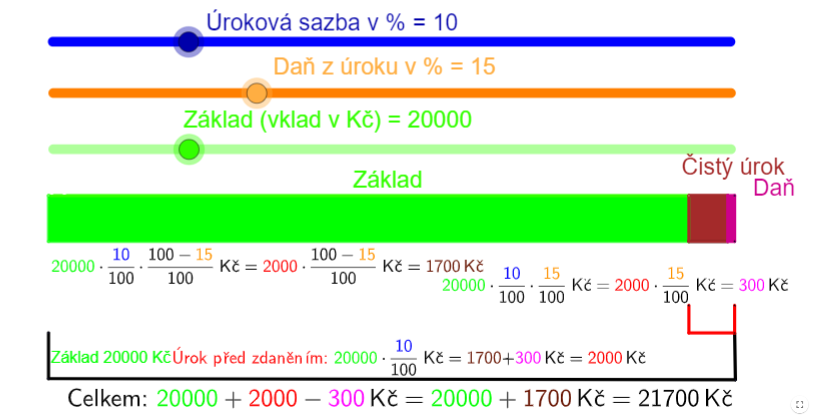 Úroková sazba v % = 10
Daň z úroku v % = 15
Základ (vklad v Kč) = 20000
Čistý úrok
Základ
Daň
20000 · 10/100 · (100 − 15)/100 Kč = 2000 · (100 − 15)/100 Kč = 1700 Kč
20000 · 10/100 · 15/100 Kč = 2000 · 15/100 Kč = 300 Kč
Základ 20000 Kč Úrok před zdaněním: 20000 · 10/100 Kč = 1700+300 Kč = 2000 Kč
Celkem: 20000 + 2000 − 300 Kč = 20000 + 1700 Kč = 21700 Kč